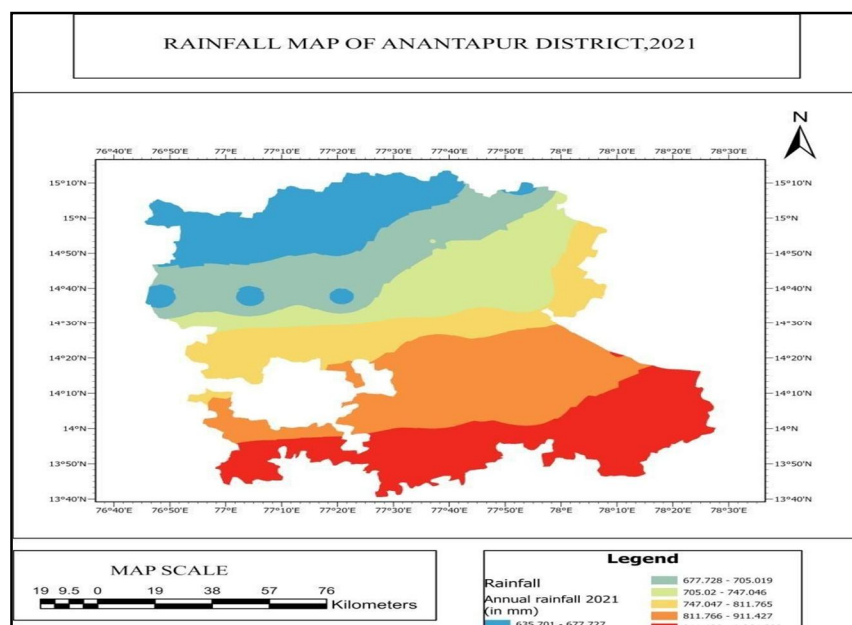 RAINFALL MAP OF ANANTAPUR DISTRICT,2021
N
76°40'E 76°50'E 77°E 77°10'E 77°20'E 77°30'E 77°40'E 77°50'E 78°E 78°10'E 78°20'E 78°30'E
15°10'N 15°10'N
15°N 15°N
14°50'N 14°50'N
14°40'N 14°40'N
14°30'N 14°30'N
14°20'N 14°20'N
14°10'N 14°10'N
14°N 14°N
13°50'N 13°50'N
13°40'N 13°40'N
76°40'E 76°50'E 77°E 77°10'E 77°20'E 77°30'E 77°40'E 77°50'E 78°E 78°10'E 78°20'E 78°30'E
MAP SCALE
19 9.5 0 19 38 57 76
Kilometers
Legend
Rainfall
Annual rainfall 2021
(in mm)
635.701 - 677.727
677.728 - 705.019
705.02 - 747.046
747.047 - 811.765
811.766 - 911.427